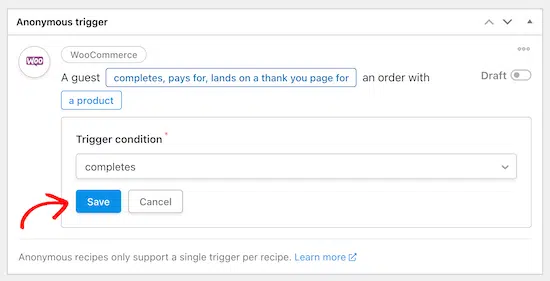 Anonymous trigger
WOO
WooCommerce
A guest completes, pays for, lands on a thank you page for an order with
Draft
a product
Trigger condition *
completes
Save Cancel
Anonymous recipes only support a single trigger per recipe. Learn more